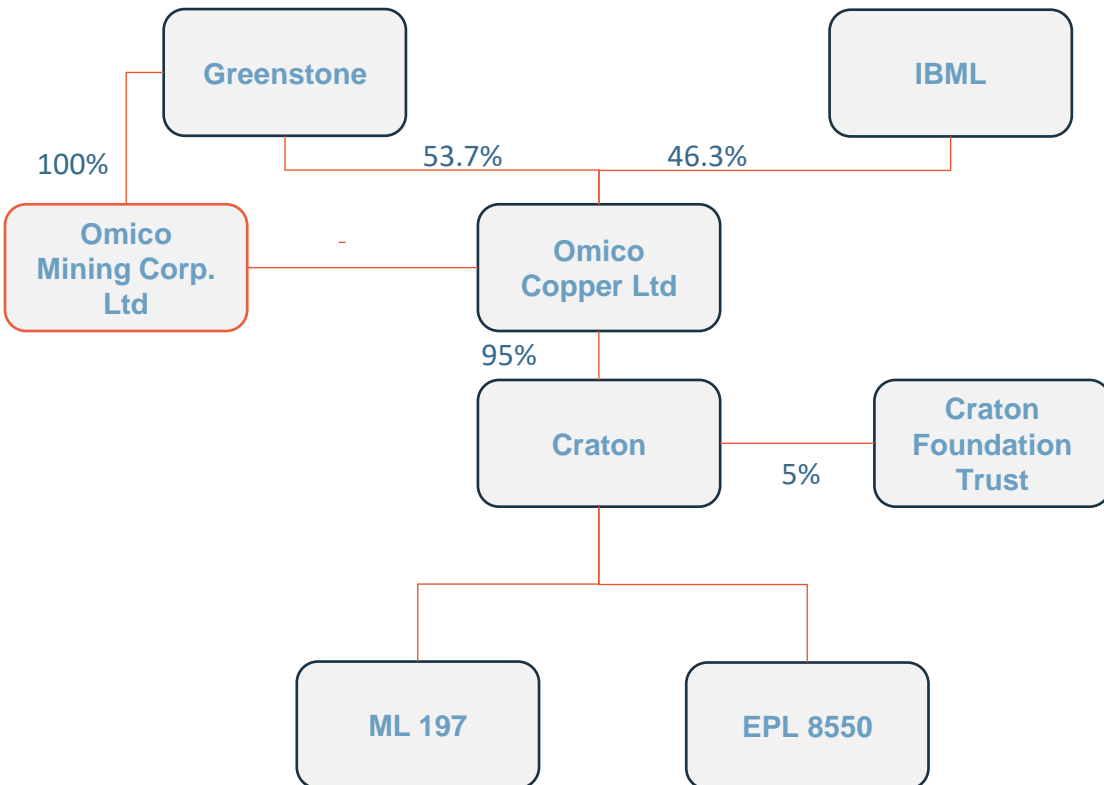 Greenstone
IBML
100%
53.7%
46.3%
Omico
Mining Corp.
Ltd
-
Omico
Copper Ltd
95%
Craton
5%
Craton
Foundation
Trust
ML 197
EPL 8550